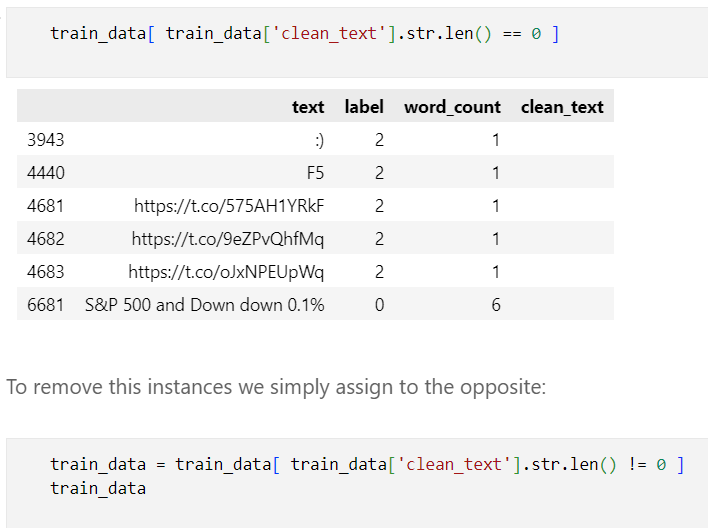 train_data[ train_data['clean_text'].str.len() == 0 ]
text label word_count clean_text
3943 :) 2 1
4440 F5 2 1
4681 https://t.co/575AH1YRkF 2 1
4682 https://t.co/9eZPvQhfMq 2 1
4683 https://t.co/oJxNPEUpWq 2 1
6681 S&P 500 and Down down 0.1% 0 6
To remove this instances we simply assign to the opposite:
train_data = train_data[ train_data['clean_text'].str.len() != 0 ]
train_data